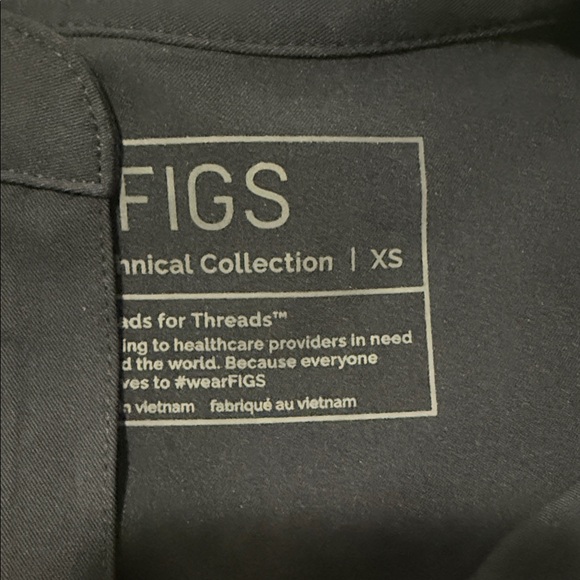 FIGS
nnical Collection | XS
ads for Threads™
ing to healthcare providers in need
d the world. Because everyone
ves to #wearFIGS
n vietnam fabriqué au vietnam